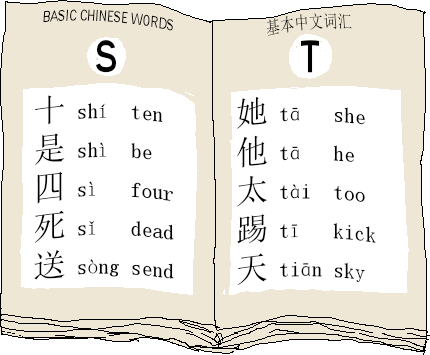 BASIC CHINESE WORDS
S
十 shí ten
是 shì be
四 sì four
死 sǐ dead
送 sòng send
基本中文词汇
T
她 tā she
他 tā he
太 tài too
踢 tī kick
天 tiān sky